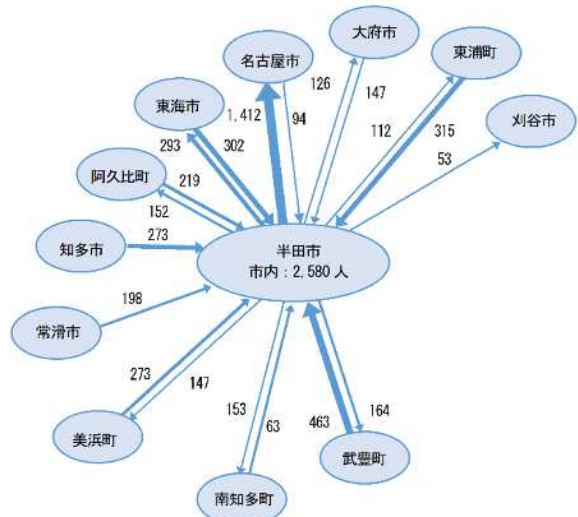 大府市
名古屋市
東浦町
126
147
東海市
1,412
94
112
315
刈谷市
293
302
53
阿久比町
219
152
知多市
273
半田市
市内：2,580 人
198
常滑市
273
147
153
63
463
164
美浜町
武豊町
南知多町